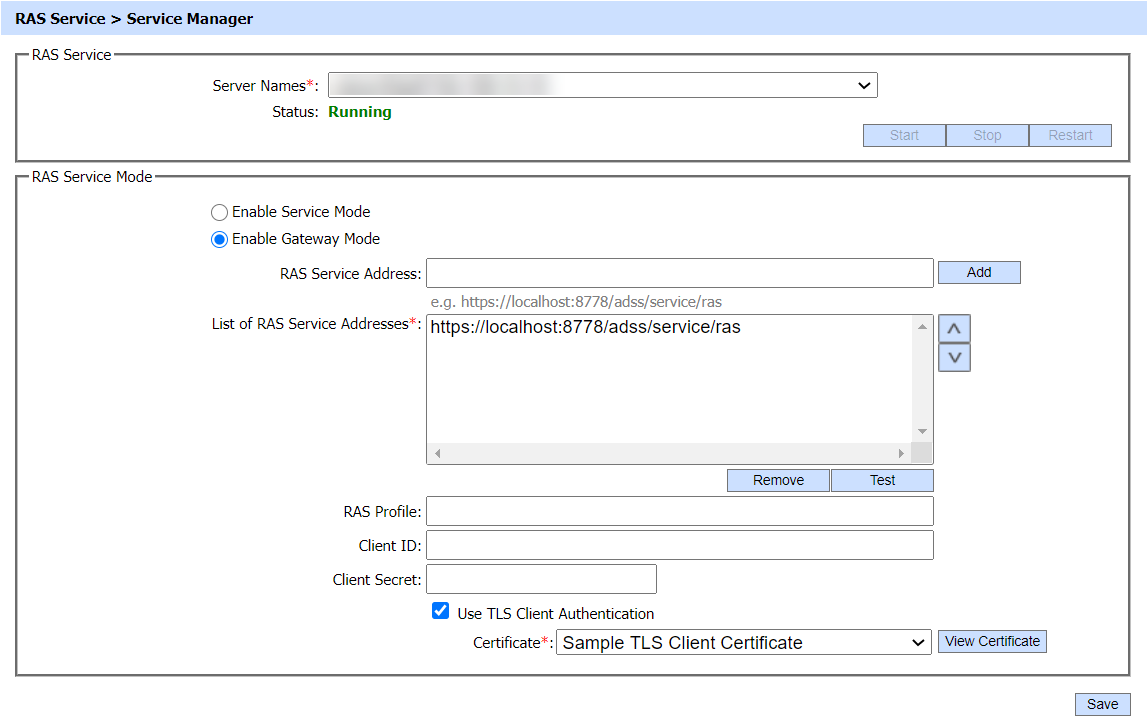 RAS Service > Service Manager
RAS Service
Server Names*:
Status: Running
Start Stop Restart
RAS Service Mode
Enable Service Mode
Enable Gateway Mode
RAS Service Address: Add
e.g. https://localhost:8778/adss/service/ras
List of RAS Service Addresses*: https://localhost:8778/adss/service/ras
Remove Test
RAS Profile:
Client ID:
Client Secret:
Use TLS Client Authentication
Certificate*: Sample TLS Client Certificate View Certificate
Save